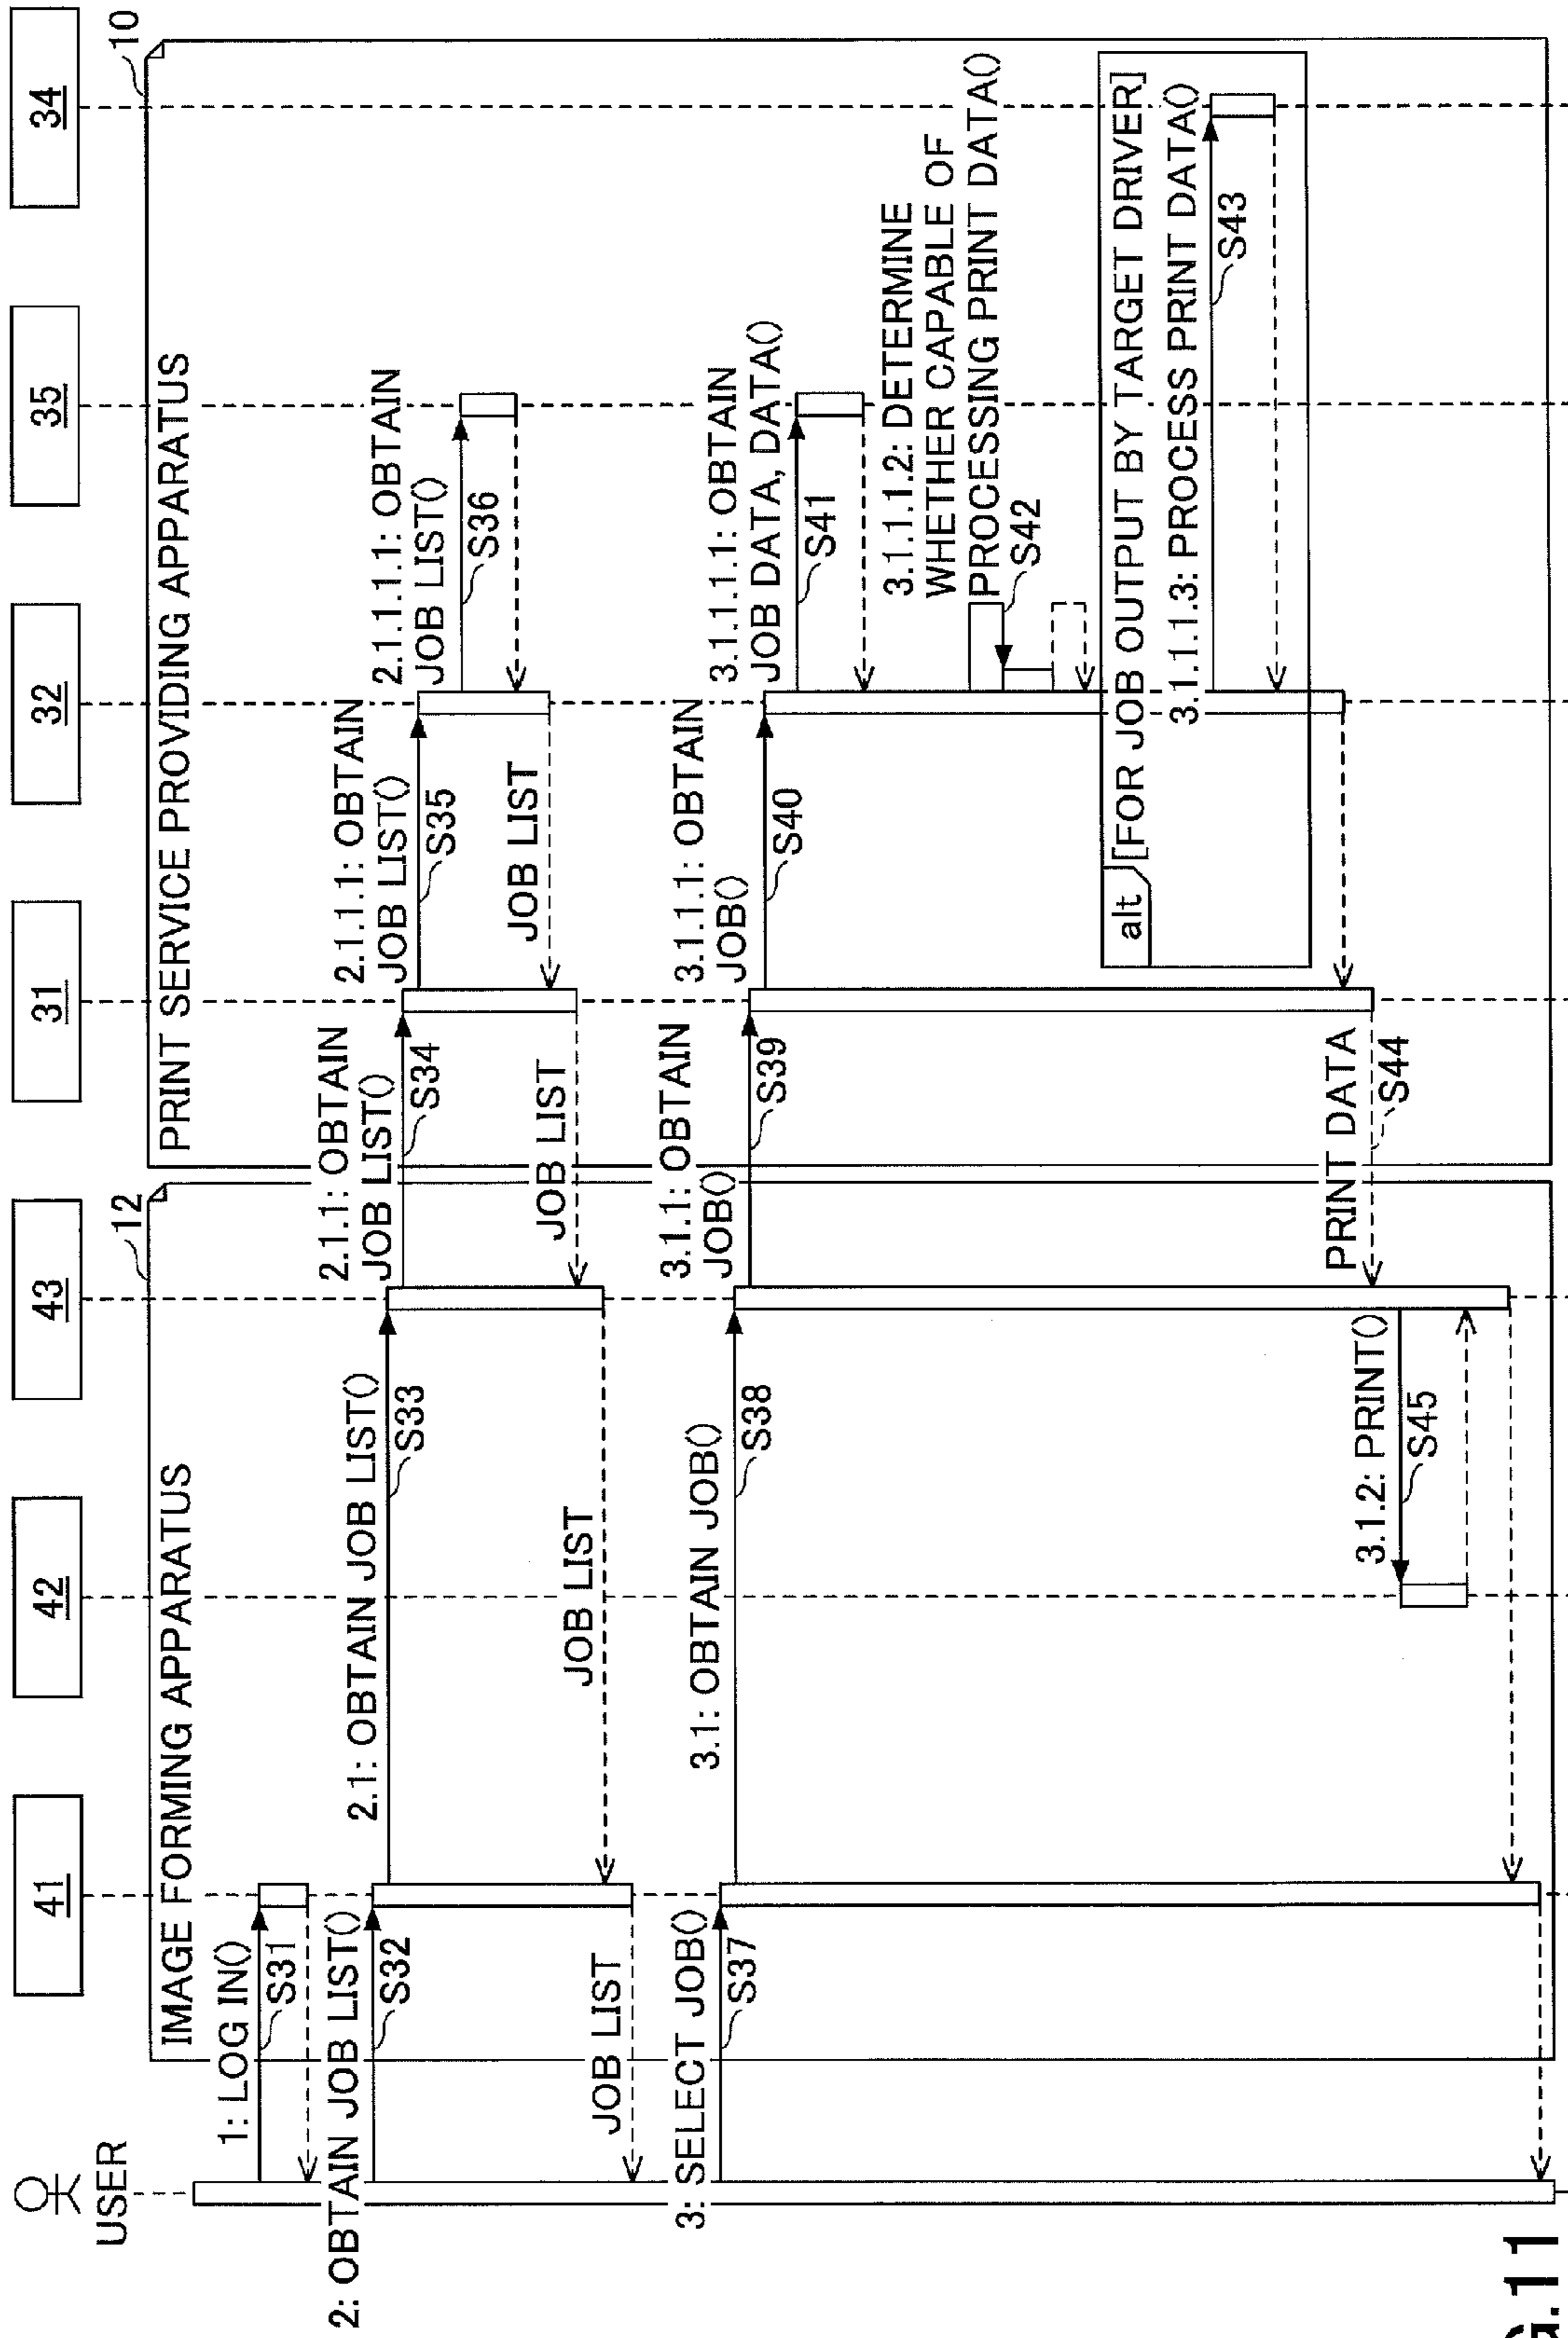 USER
41
42
43
31
32
35
34
12
10
IMAGE FORMING APPARATUS
PRINT SERVICE PROVIDING APPARATUS
1: LOG IN()
S31
2: OBTAIN JOB LIST()
S32
2.1: OBTAIN JOB LIST()
S33
2.1.1: OBTAIN
JOB LIST()
S34
2.1.1.1: OBTAIN
JOB LIST()
S35
2.1.1.1.1: OBTAIN
JOB LIST()
S36
JOB LIST
JOB LIST
JOB LIST
JOB LIST
3: SELECT JOB()
S37
3.1: OBTAIN JOB()
S38
3.1.1: OBTAIN
JOB()
S39
3.1.1.1: OBTAIN
JOB()
S40
3.1.1.1.1: OBTAIN
JOB DATA, DATA()
S41
3.1.1.1.2: DETERMINE
WHETHER CAPABLE OF
PROCESSING PRINT DATA()
S42
alt
[FOR JOB OUTPUT BY TARGET DRIVER]
3.1.1.1.3: PROCESS PRINT DATA()
S43
PRINT DATA
S44
3.1.2: PRINT()
S45
G.11